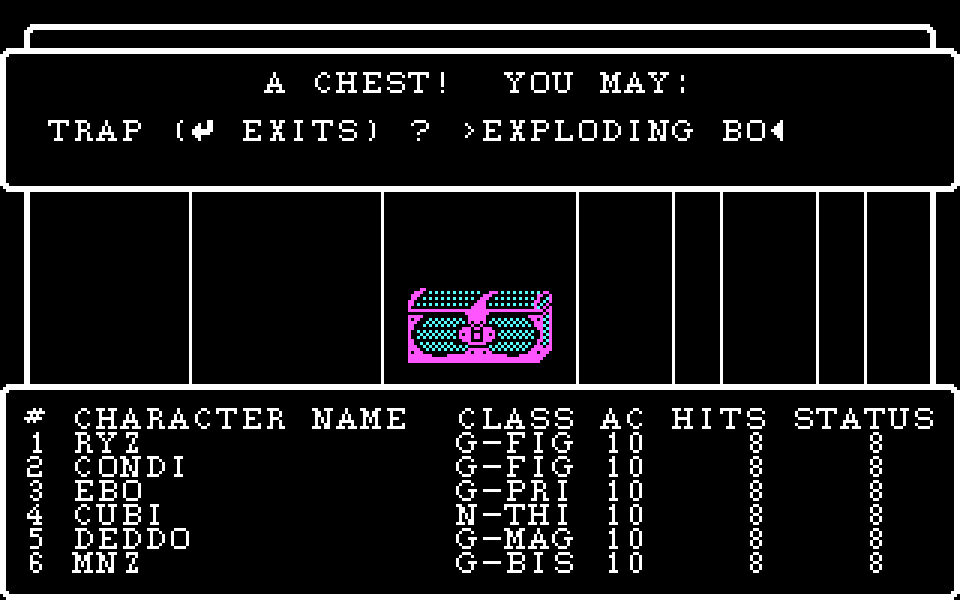 A CHEST! YOU MAY:
TRAP (↵ EXITS) ? >EXPLODING BO◀
# CHARACTER NAME CLASS AC HITS STATUS
1 RYZ G-FIG 10 8 8
2 CONDI G-FIG 10 8 8
3 EBO G-PRI 10 8 8
4 CUBI N-THI 10 8 8
5 DEDDO G-MAG 10 8 8
6 MNZ G-BIS 10 8 8